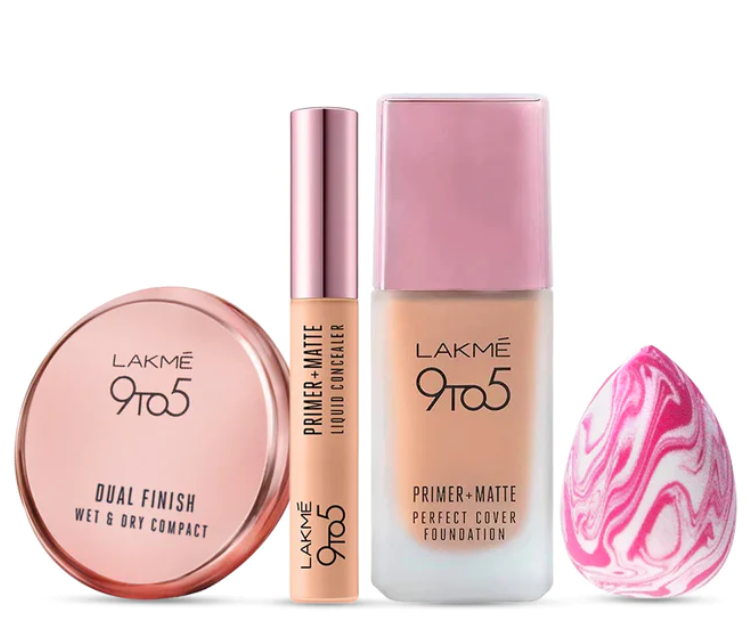 LAKMÉ
9TO5
DUAL FINISH
WET & DRY COMPACT
PRIMER+MATTE
LIQUID CONCEALER
LAKMÉ
9TO5
LAKMÉ
9TO5
PRIMER+MATTE
PERFECT COVER
FOUNDATION